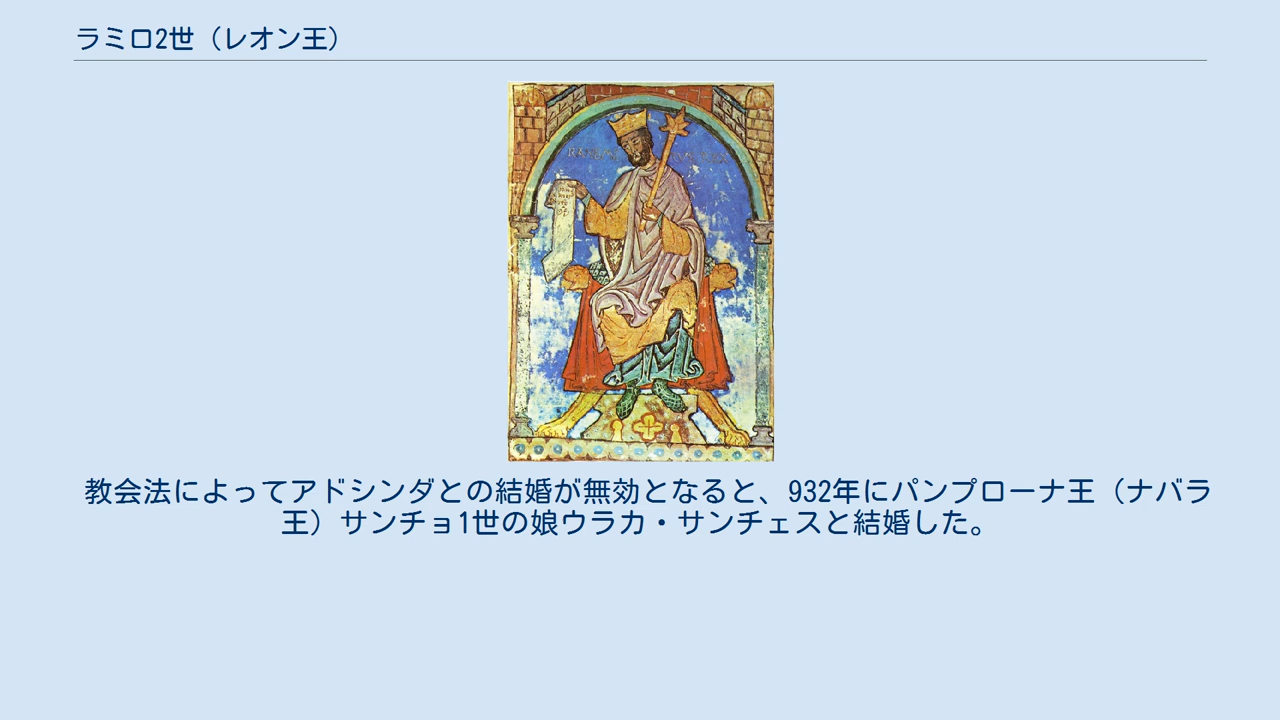 ラミロ2世（レオン王）
教会法によってアドシンダとの結婚が無効となると、932年にパンプローナ王（ナバラ
王）サンチョ1世の娘ウラカ・サンチェスと結婚した。